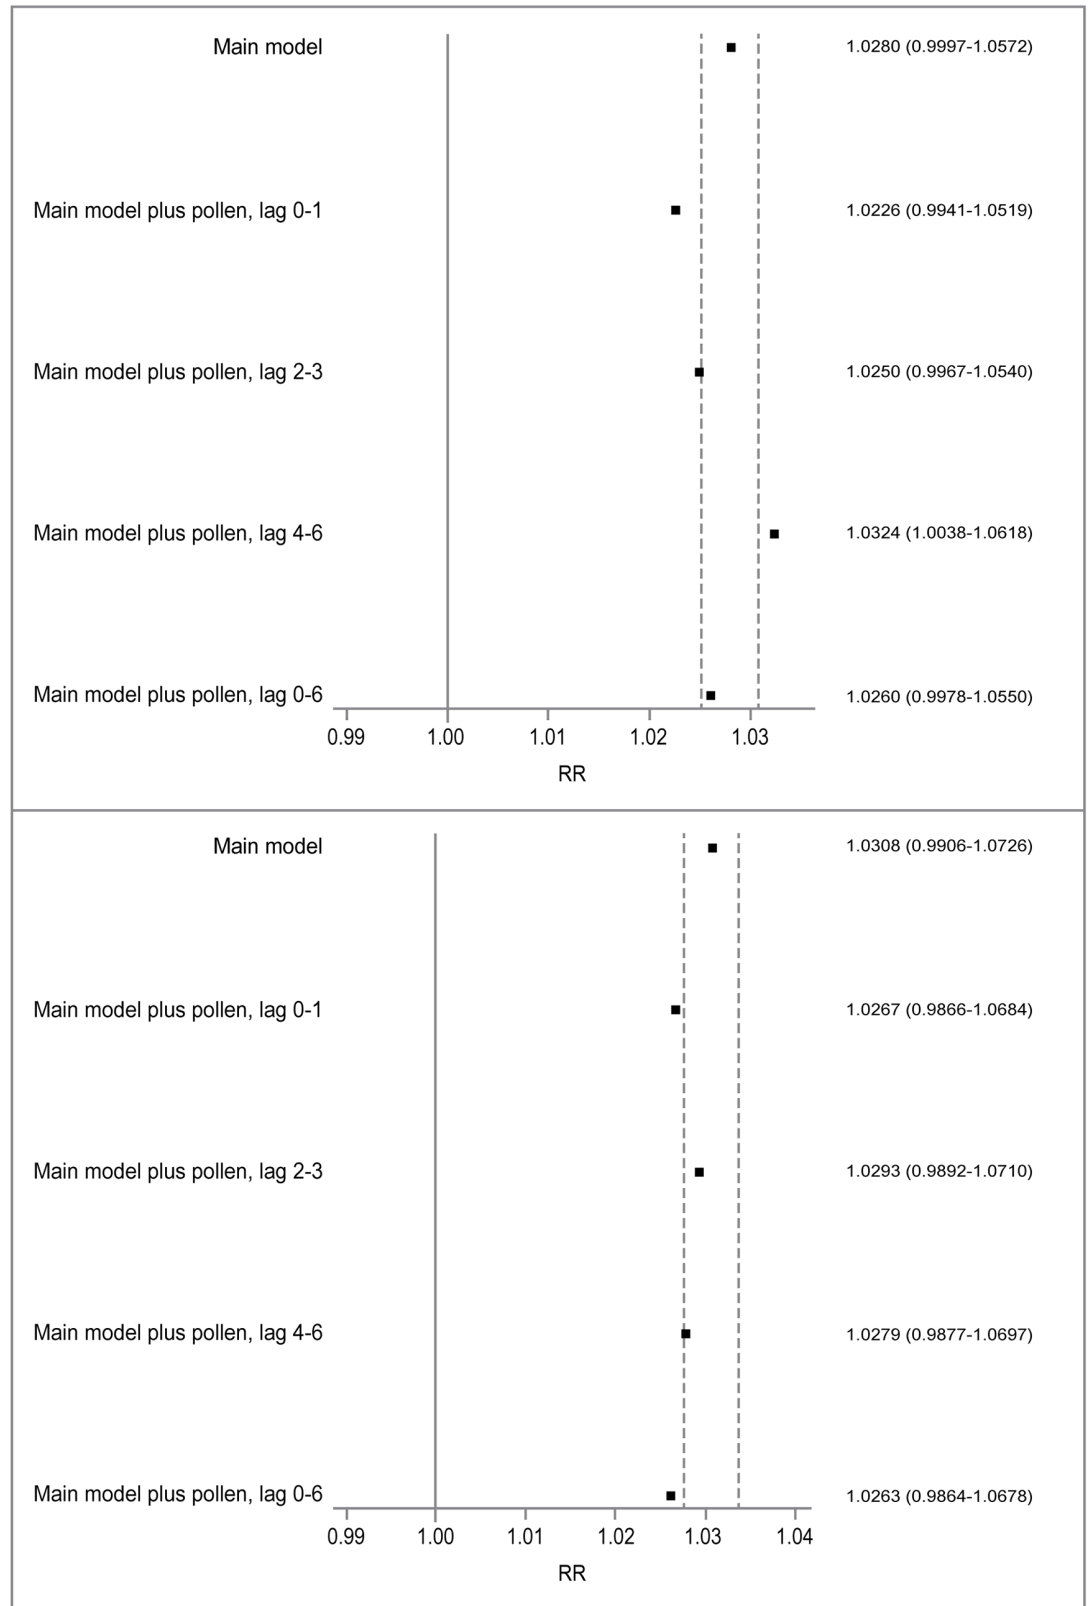 Main model 1.0280 (0.9997-1.0572)
Main model plus pollen, lag 0-1 1.0226 (0.9941-1.0519)
Main model plus pollen, lag 2-3 1.0250 (0.9967-1.0540)
Main model plus pollen, lag 4-6 1.0324 (1.0038-1.0618)
Main model plus pollen, lag 0-6 1.0260 (0.9978-1.0550)
0.99 1.00 1.01 1.02 1.03
RR
Main model 1.0308 (0.9906-1.0726)
Main model plus pollen, lag 0-1 1.0267 (0.9866-1.0684)
Main model plus pollen, lag 2-3 1.0293 (0.9892-1.0710)
Main model plus pollen, lag 4-6 1.0279 (0.9877-1.0697)
Main model plus pollen, lag 0-6 1.0263 (0.9864-1.0678)
0.99 1.00 1.01 1.02 1.03 1.04
RR